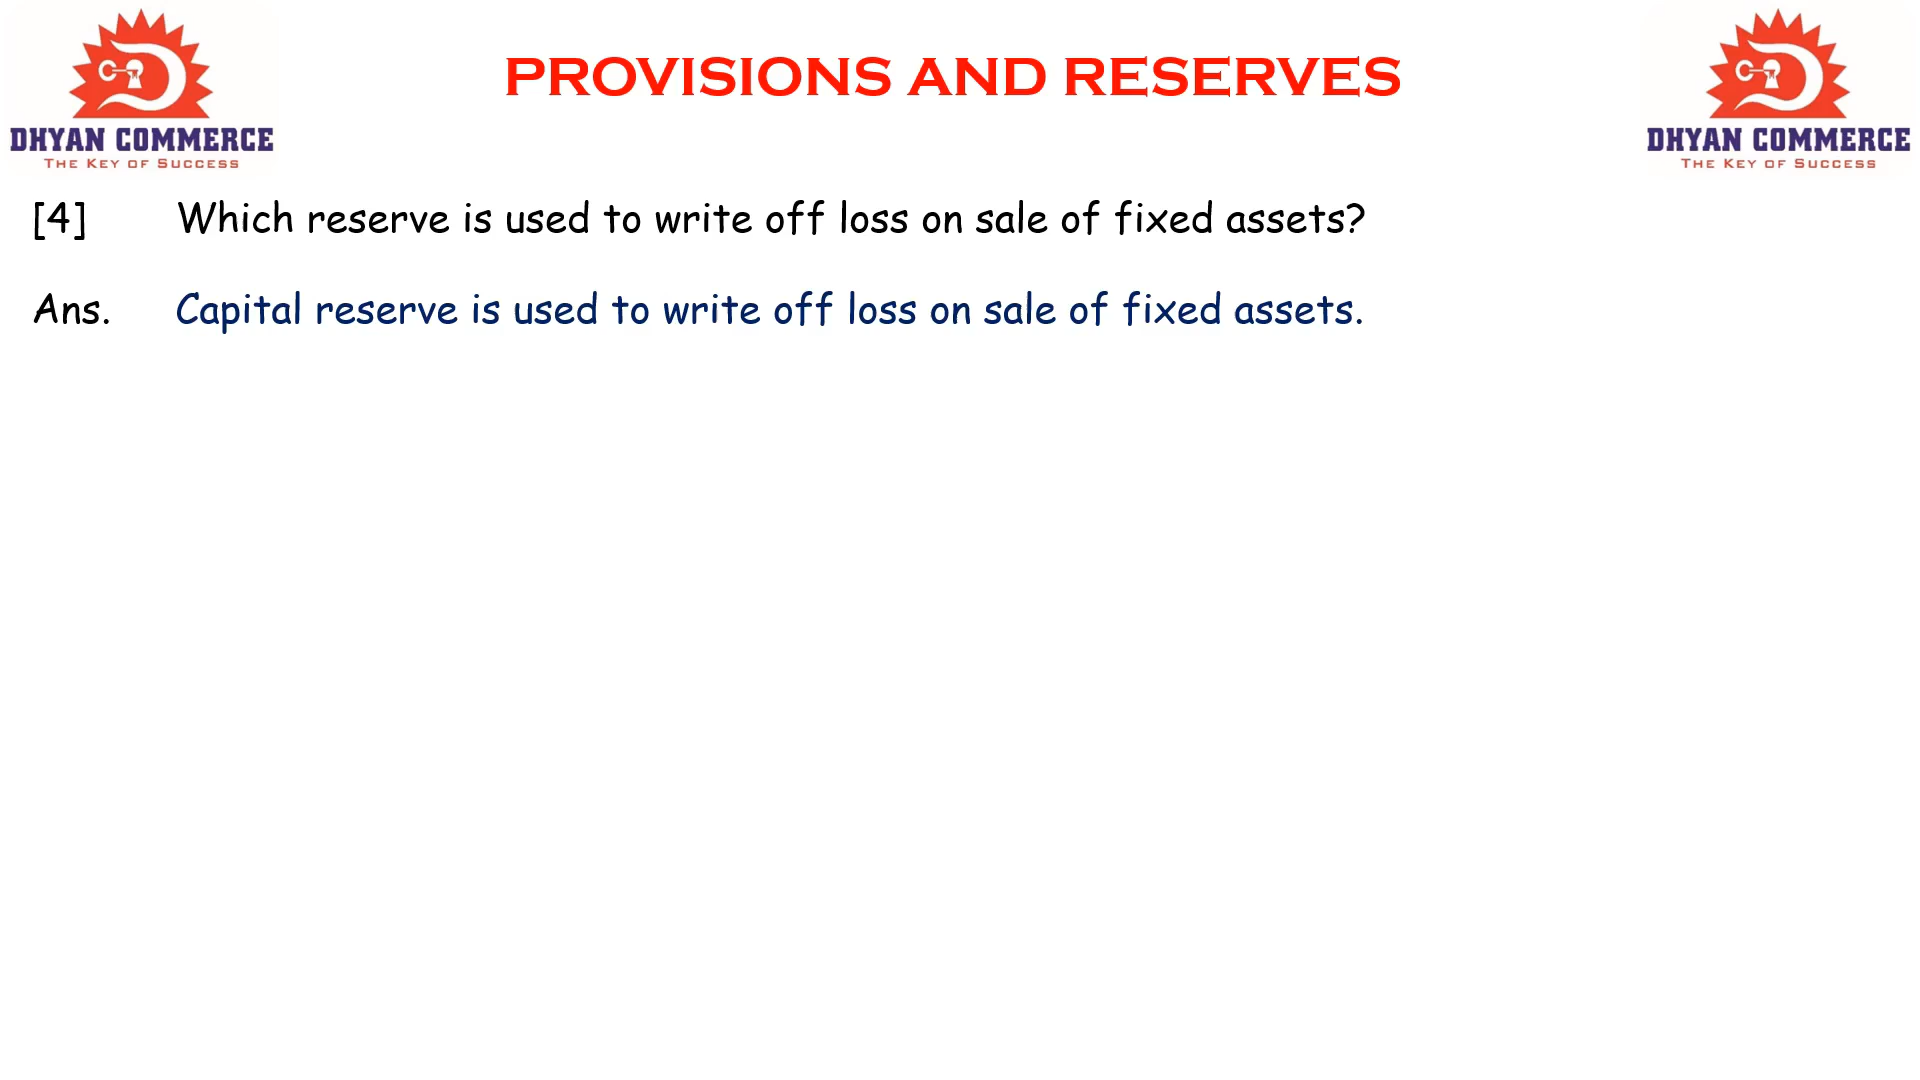 PROVISIONS AND RESERVES
DHYAN COMMERCE
THE KEY OF SUCCESS
DHYAN COMMERCE
THE KEY OF SUCCESS
[4] Which reserve is used to write off loss on sale of fixed assets?
Ans. Capital reserve is used to write off loss on sale of fixed assets.